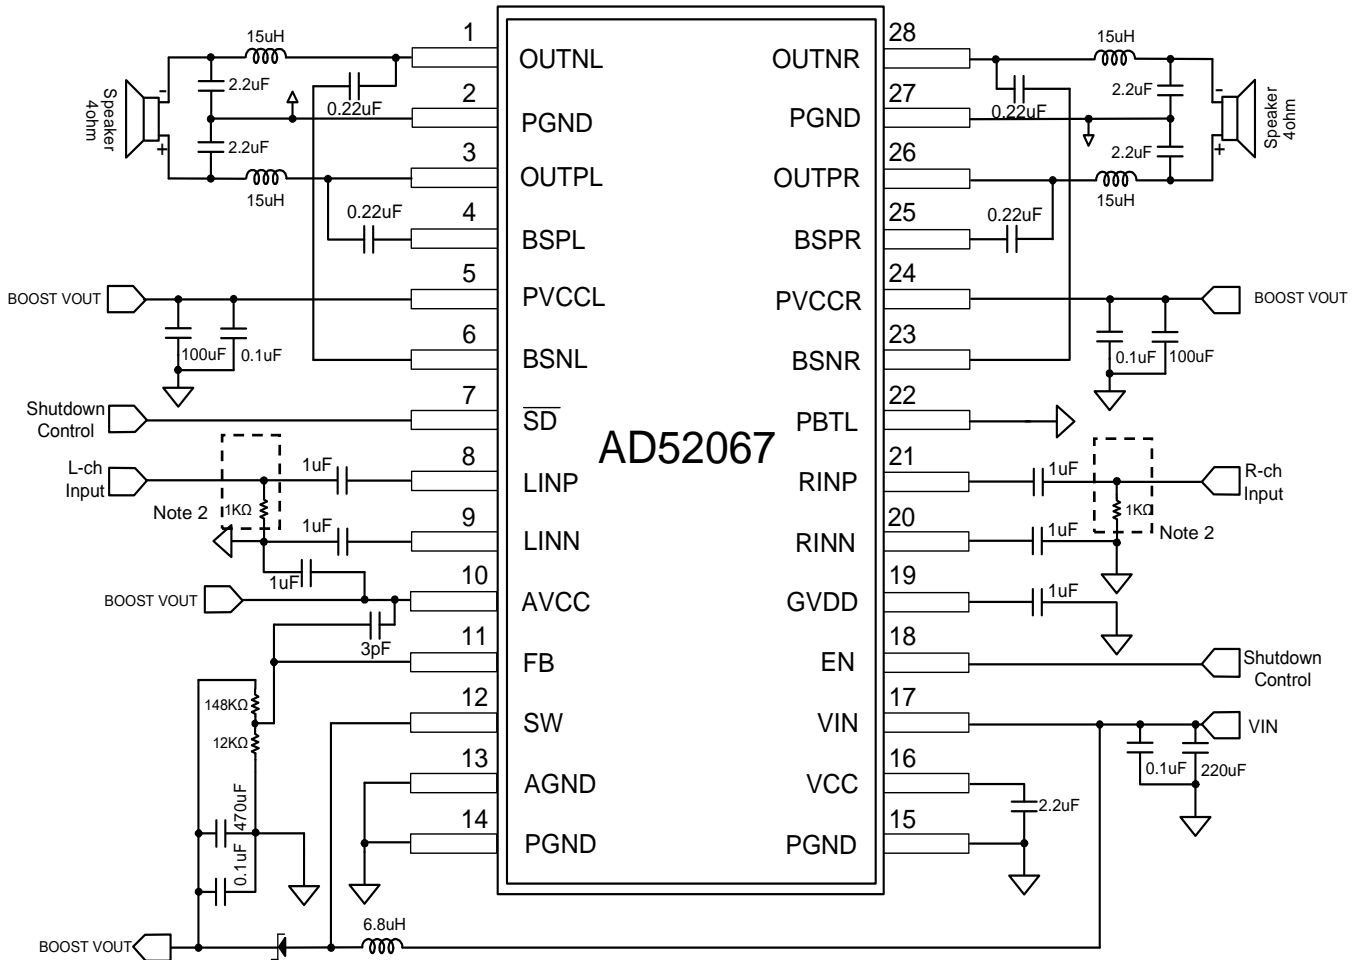 1
15uH
OUTNL
2.2uF
0.22uF
2
PGND
Speaker
4ohm
-
+
2.2uF
3
OUTPL
15uH
0.22uF
4
BSPL
BOOST VOUT
5
PVCCL
100uF
0.1uF
6
BSNL
Shutdown
Control
7
SD
L-ch
Input
1uF
8
LINP
Note 2
1KΩ
1uF
9
LINN
1uF
BOOST VOUT
10
AVCC
3pF
11
FB
148KΩ
12KΩ
12
SW
13
AGND
470uF
0.1uF
14
PGND
BOOST VOUT
6.8uH
AD52067
28
OUTNR
15uH
0.22uF
2.2uF
27
PGND
-
+
Speaker
4ohm
2.2uF
26
OUTPR
15uH
0.22uF
25
BSPR
24
PVCCR
BOOST VOUT
0.1uF
100uF
23
BSNR
22
PBTL
21
RINP
1uF
R-ch
Input
1KΩ
Note 2
20
RINN
1uF
19
GVDD
1uF
18
EN
Shutdown
Control
17
VIN
VIN
0.1uF
220uF
16
VCC
2.2uF
15
PGND